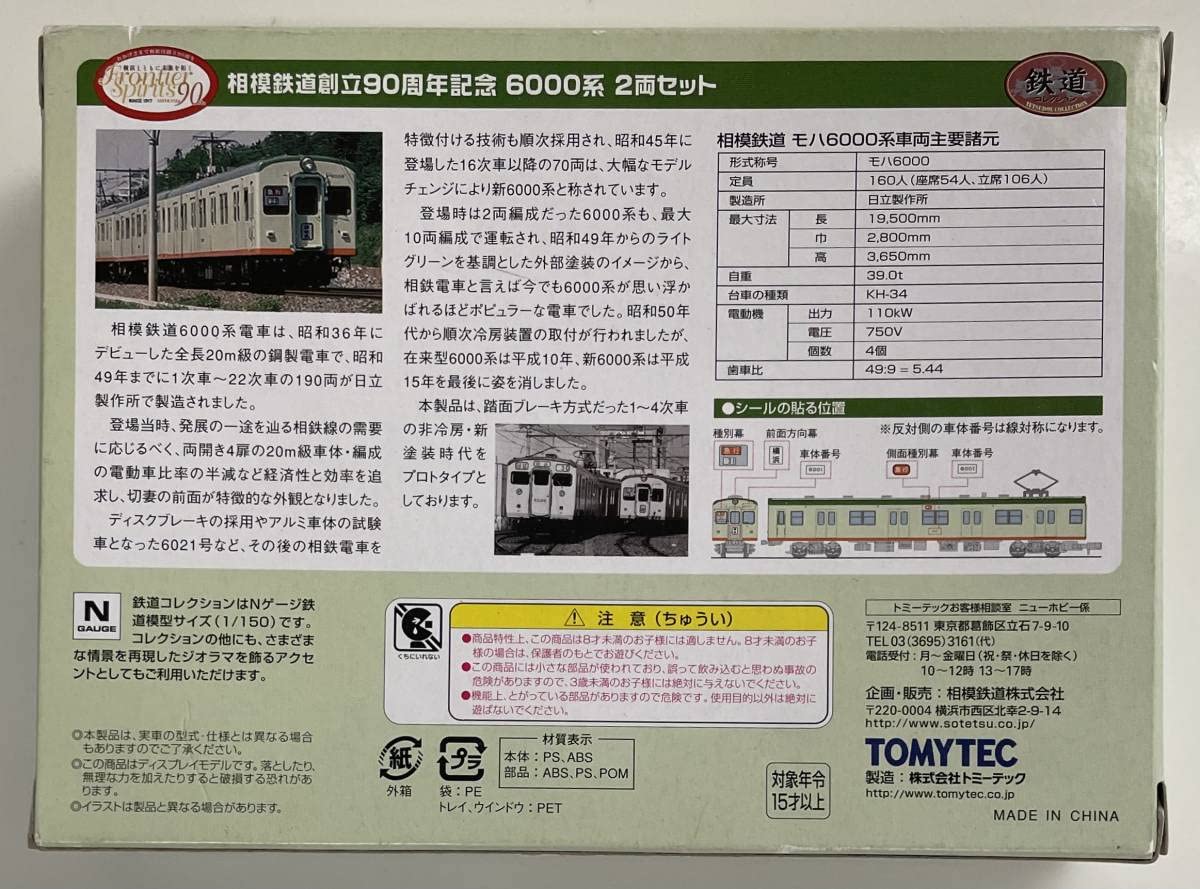 Frontier
Spirits
90
相模鉄道創立90周年記念 6000系 2両セット
鉄道
コレクション
相模鉄道6000系電車は、昭和36年に
デビューした全長20m級の鋼製電車で、昭和
49年までに1次車〜22次車の190両が日立
製作所で製造されました。
登場当時、発展の一途を辿る相鉄線の需要
に応じるべく、両開き4扉の20m級車体・編成
の電動車比率の半減など経済性と効率を追
求し、切妻の前面が特徴的な外観となりました。
ディスクブレーキの採用やアルミ車体の試験
車となった6021号など、その後の相鉄電車を
特徴付ける技術も順次採用され、昭和45年に
登場した16次車以降の70両は、大幅なモデル
チェンジにより新6000系と称されています。
登場時は2両編成だった6000系も、最大
10両編成で運転され、昭和49年からのライト
グリーンを基調とした外部塗装のイメージから、
相鉄電車と言えば今でも6000系が思い浮か
ばれるほどポピュラーな電車でした。昭和50年
代から順次冷房装置の取付が行われましたが、
在来型6000系は平成10年、新6000系は平成
15年を最後に姿を消しました。
本製品は、踏面ブレーキ方式だった1〜4次車
の非冷房・新
塗装時代を
プロトタイプと
しております。
相模鉄道 モハ6000系車両主要諸元
形式称号 モハ6000
定員 160人(座席54人、立席106人)
製造所 日立製作所
最大寸法 長 19,500mm
巾 2,800mm
高 3,650mm
自重 39.0t
台車の種類 KH-34
電動機 出力 110kW
電圧 750V
個数 4個
歯車比 49:9=5.44
●シールの貼る位置
※反対側の車体番号は線対称になります。
種別幕 前面方向幕 車体番号 側面種別幕 車体番号
急行 横浜 6001 急行 6001
N
GAUGE
鉄道コレクションはNゲージ鉄
道模型サイズ(1/150)です。
コレクションの他にも、さまざま
な情景を再現したジオラマを飾るアクセ
ントとしてもご利用いただけます。
◎本製品は、実車の型式・仕様とは異なる場合
もありますのでご了承ください。
◎この商品はディスプレイモデルです。落としたり、
無理な力を加えたりすると破損する恐れがあり
ます。
◎イラストは製品と異なる場合があります。
くちにいれない
注 意(ちゅうい)
●商品特性上、この商品は8才未満のお子様には適しません。8才未満のお子
様の場合は、保護者のもとでお遊びください。
●この商品には小さな部品が使われており、誤って飲み込むと思わぬ事故の
危険がありますので、3歳未満のお子様には絶対に与えないでください。
●機能上、とがっている部品がありますので危険です。使用目的以外は絶対に
遊ばないでください。
紙
外箱
プラ
袋:PE
トレイ、ウインドウ:PET
材質表示
本体:PS、ABS
部品:ABS、PS、POM
対象年令
15才以上
トミーテックお客様相談室 ニューホビー係
〒124-8511 東京都葛飾区立石7-9-10
TEL 03(3695)3161(代)
電話受付:月〜金曜日(祝・祭・休日を除く)
10〜12時 13〜17時
企画・販売:相模鉄道株式会社
〒220-0004 横浜市西区北幸2-9-14
http://www.sotetsu.co.jp/
TOMYTEC
製造:株式会社トミーテック
http://www.tomytec.co.jp/
MADE IN CHINA